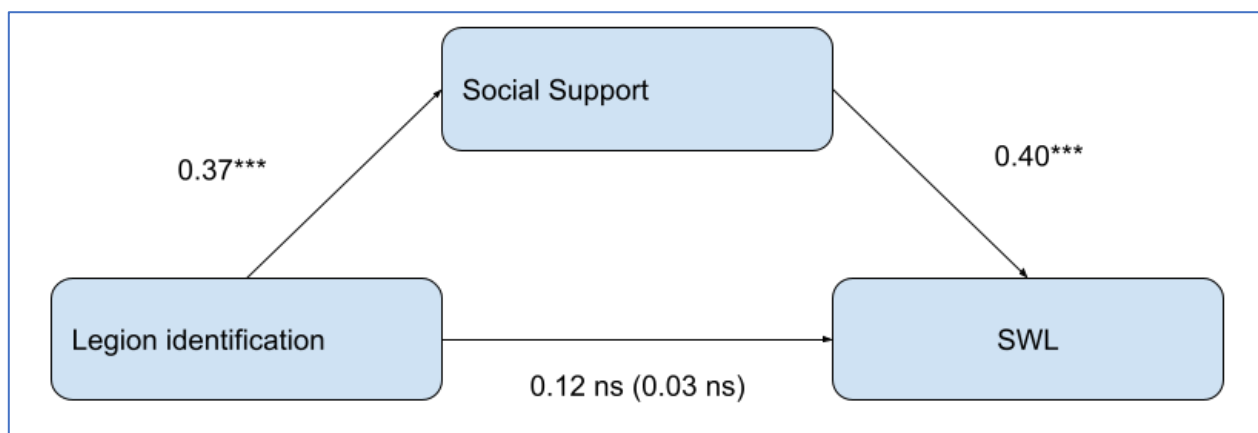 Social Support
0.37***
0.40***
Legion identification
SWL
0.12 ns (0.03 ns)